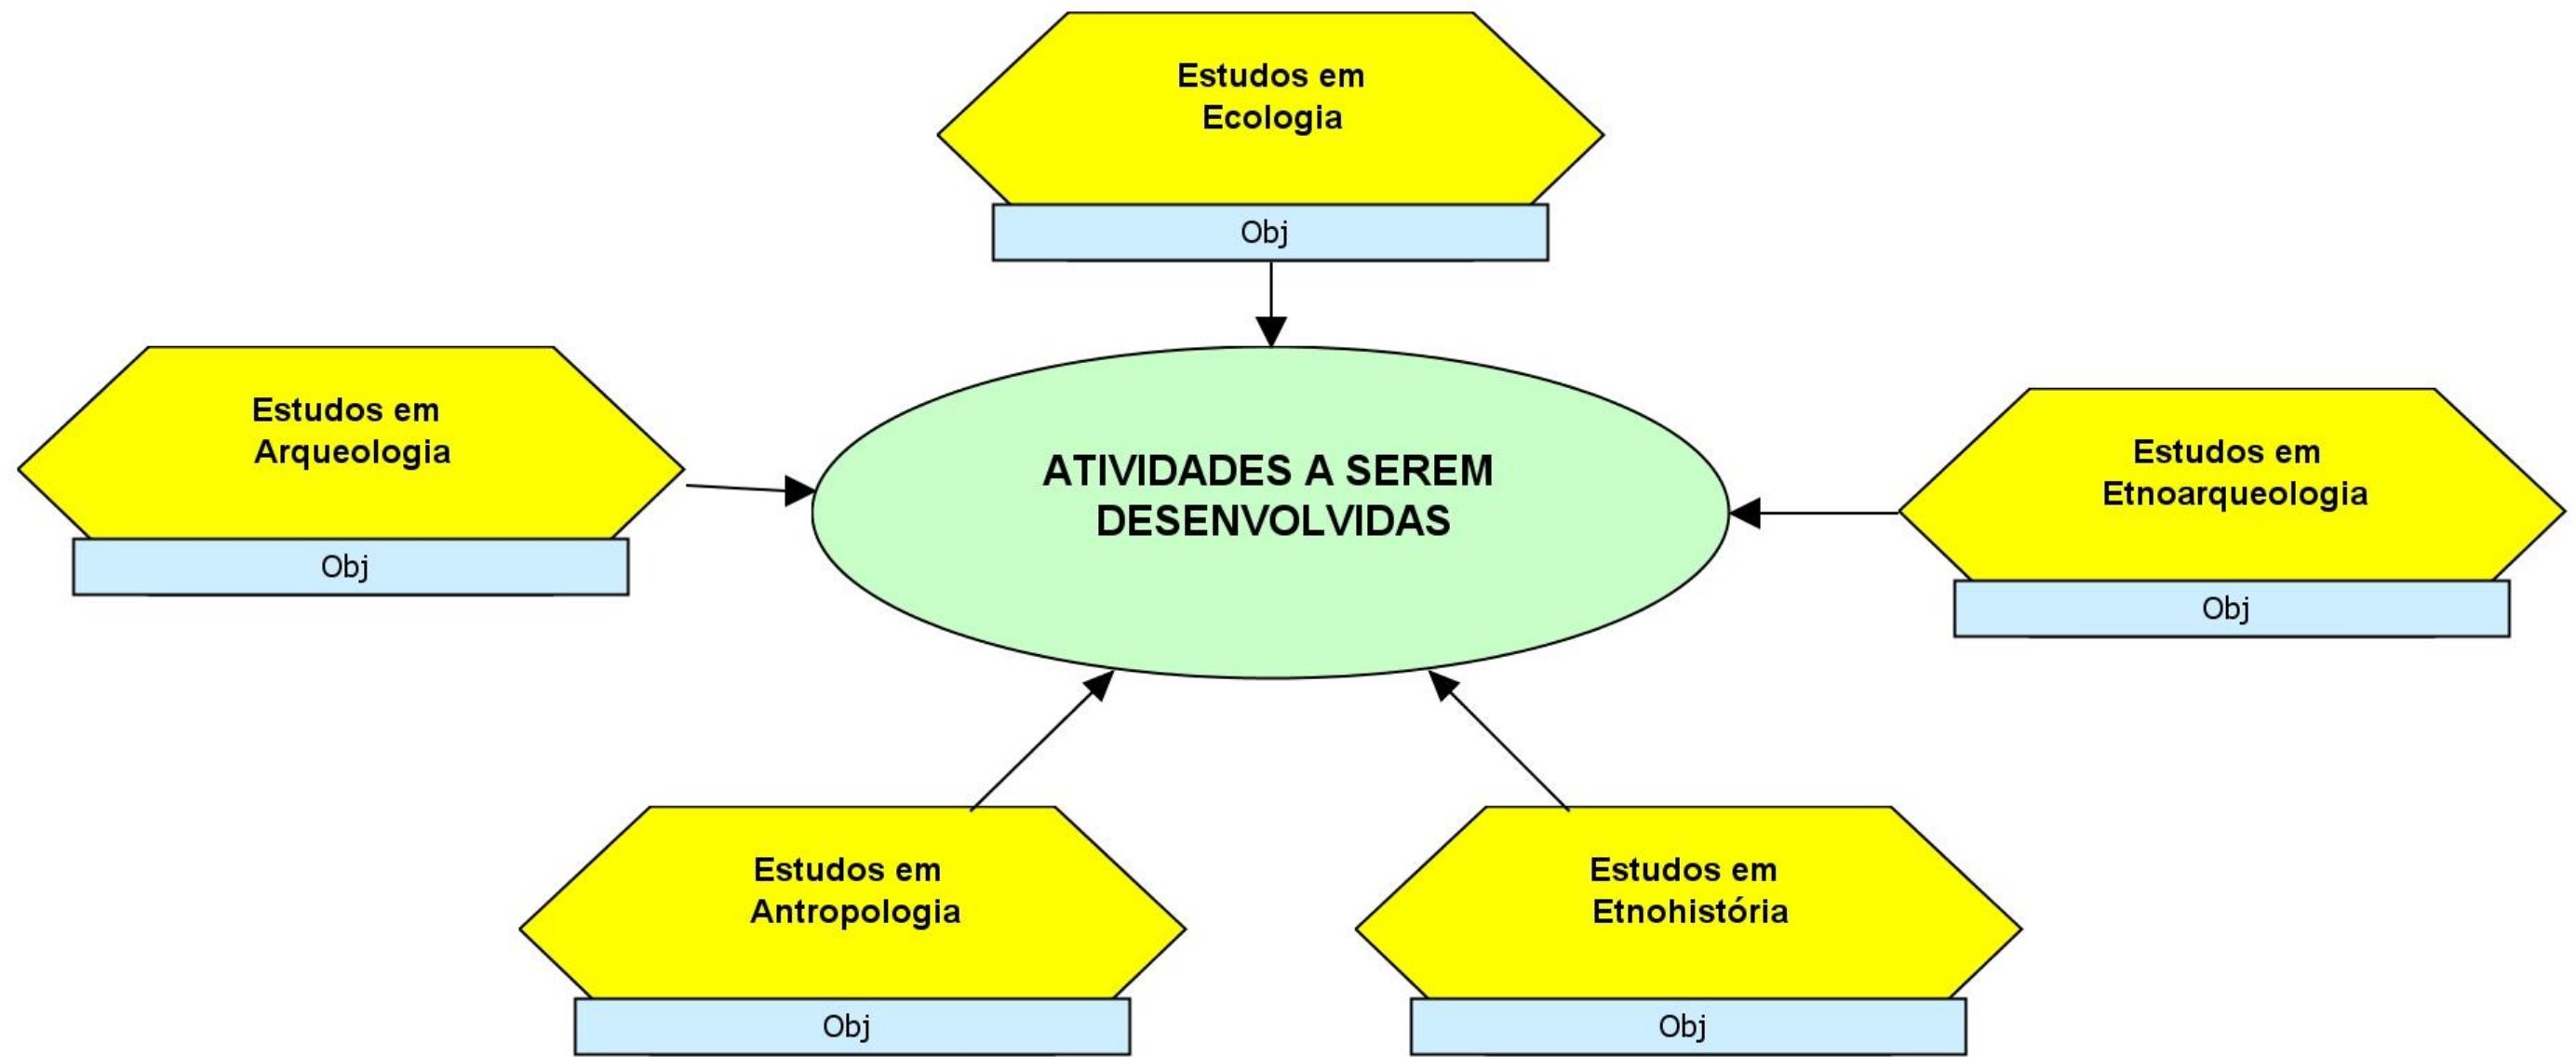 Estudos em
Ecologia
Obj
Estudos em
Arqueologia
Obj
ATIVIDADES A SEREM
DESENVOLVIDAS
Estudos em
Etnoarqueologia
Obj
Estudos em
Antropologia
Obj
Estudos em
Etnohistória
Obj